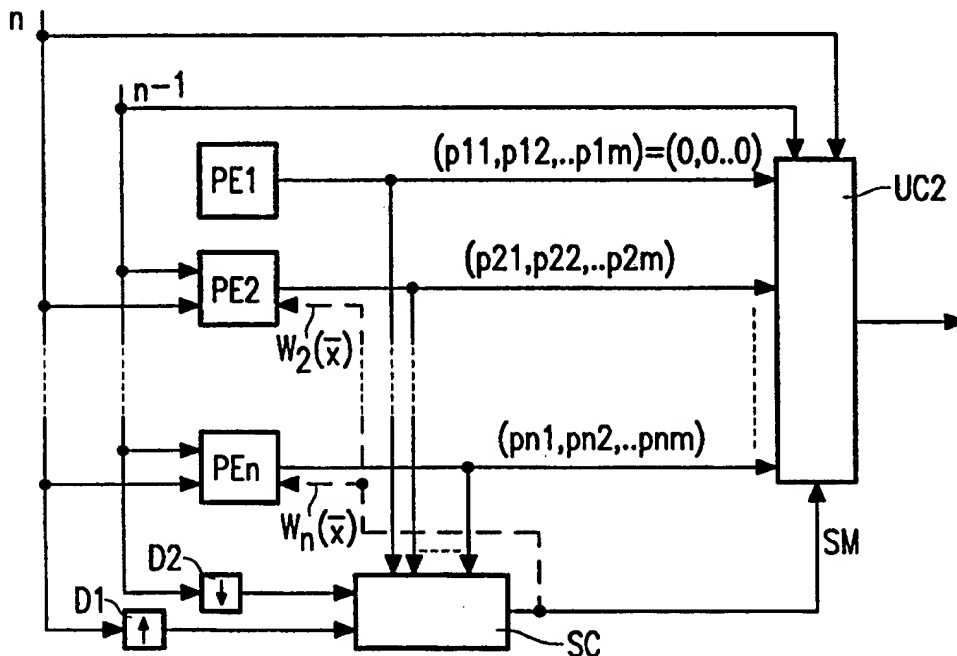 n
n-1
(p11,p12,..p1m)=(0,0..0)
PE1
UC2
PE2
(p21,p22,..p2m)
W₂(x̅)
PEn
(pn1,pn2,..pnm)
Wₙ(x̅)
SM
D2
D1
SC